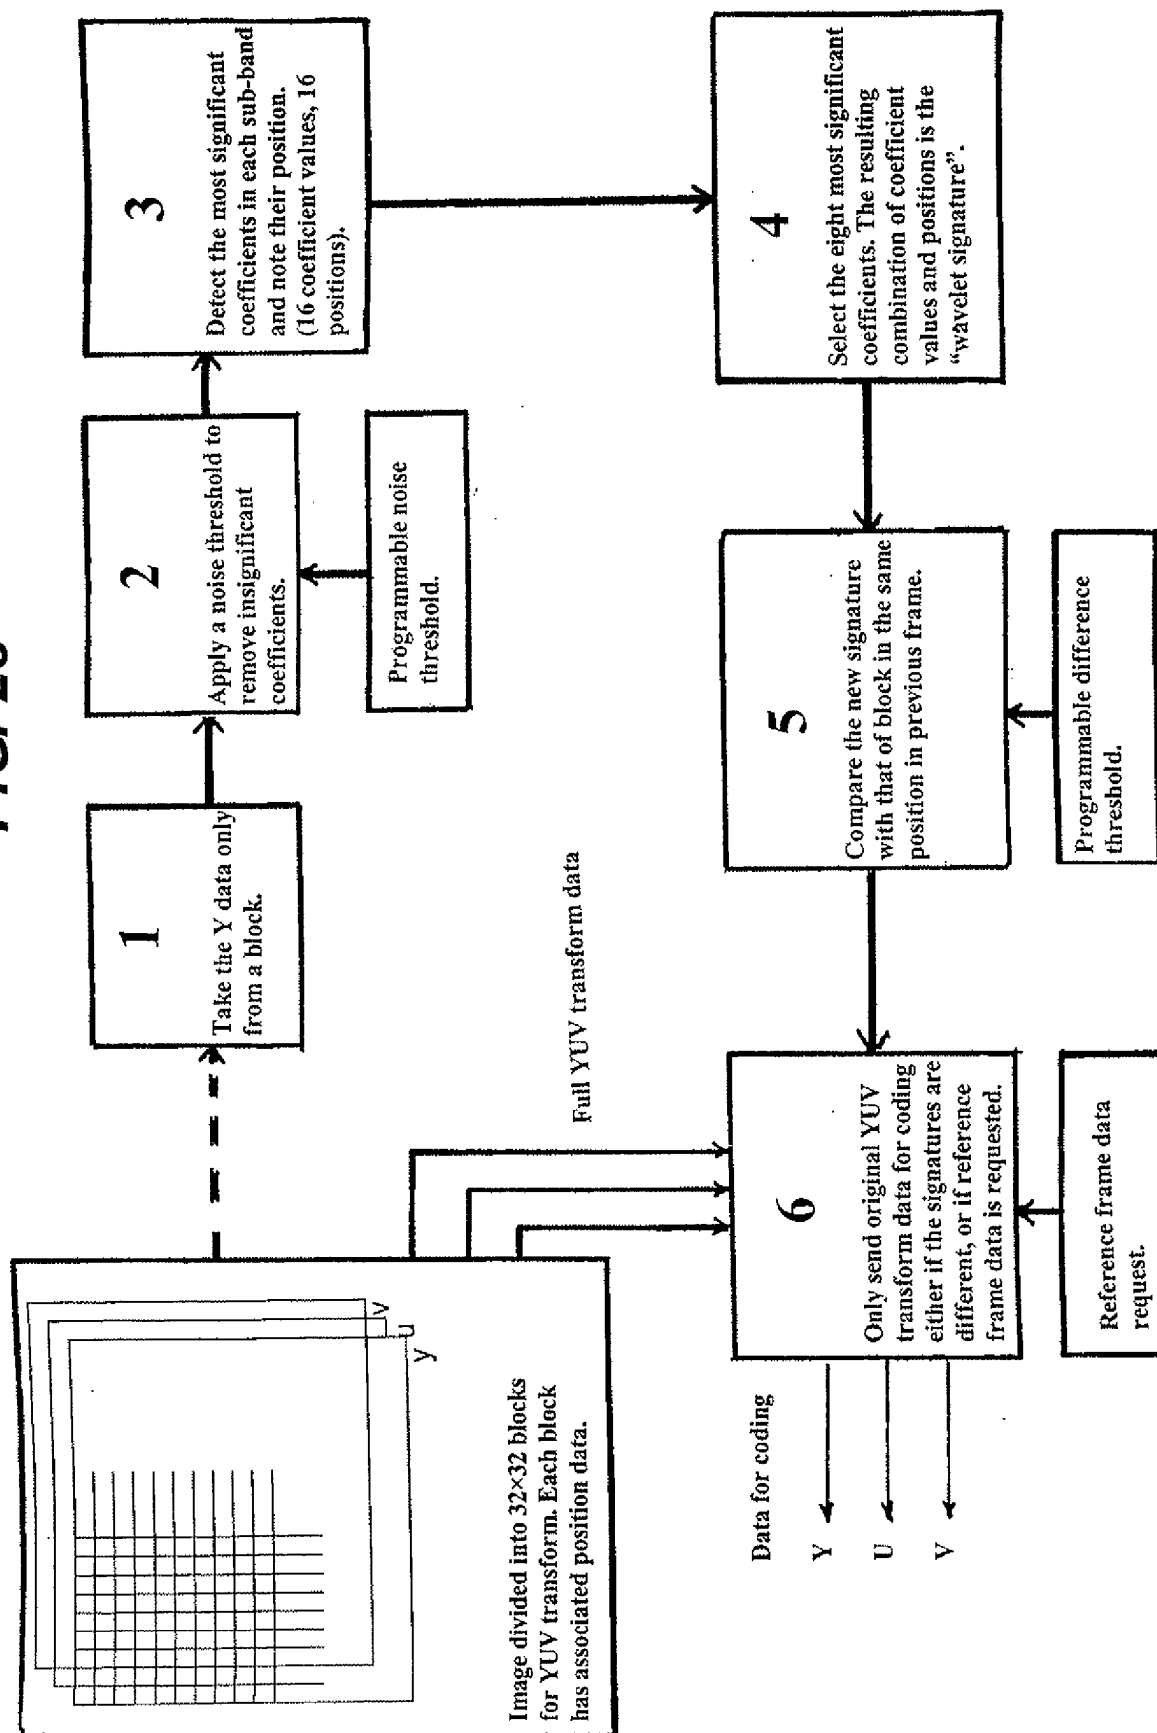 y
u
v
Image divided into 32×32 blocks
for YUV transform. Each block
has associated position data.
1
Take the Y data only
from a block.
2
Apply a noise threshold to
remove insignificant
coefficients.
Programmable noise
threshold.
3
Detect the most significant
coefficients in each sub-band
and note their position.
(16 coefficient values, 16
positions).
4
Select the eight most significant
coefficients. The resulting
combination of coefficient
values and positions is the
“wavelet signature”.
5
Compare the new signature
with that of block in the same
position in previous frame.
Programmable difference
threshold.
Full YUV transform data
6
Only send original YUV
transform data for coding
either if the signatures are
different, or if reference
frame data is requested.
Reference frame data
request.
Data for coding
Y
U
V